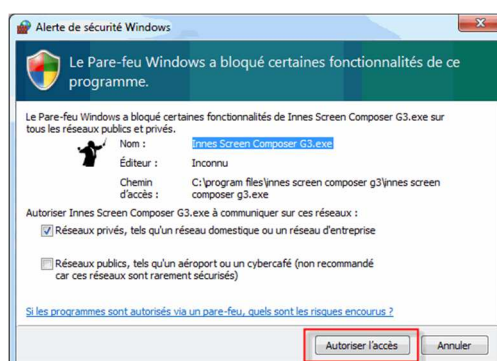 Alerte de sécurité Windows
Le Pare-feu Windows a bloqué certaines fonctionnalités de ce
programme.
Le Pare-feu Windows a bloqué certaines fonctionnalités de Innes Screen Composer G3.exe sur
tous les réseaux publics et privés.
Nom : Innes Screen Composer G3.exe
Éditeur : Inconnu
Chemin d'accès : C:\program files\innes screen composer g3\innes screen
composer g3.exe
Autoriser Innes Screen Composer G3.exe à communiquer sur ces réseaux :
Réseaux privés, tels qu'un réseau domestique ou un réseau d'entreprise
Réseaux publics, tels qu'un aéroport ou un cybercafé (non recommandé
car ces réseaux sont rarement sécurisés)
Si les programmes sont autorisés via un pare-feu, quels sont les risques encourus ?
Autoriser l'accès Annuler